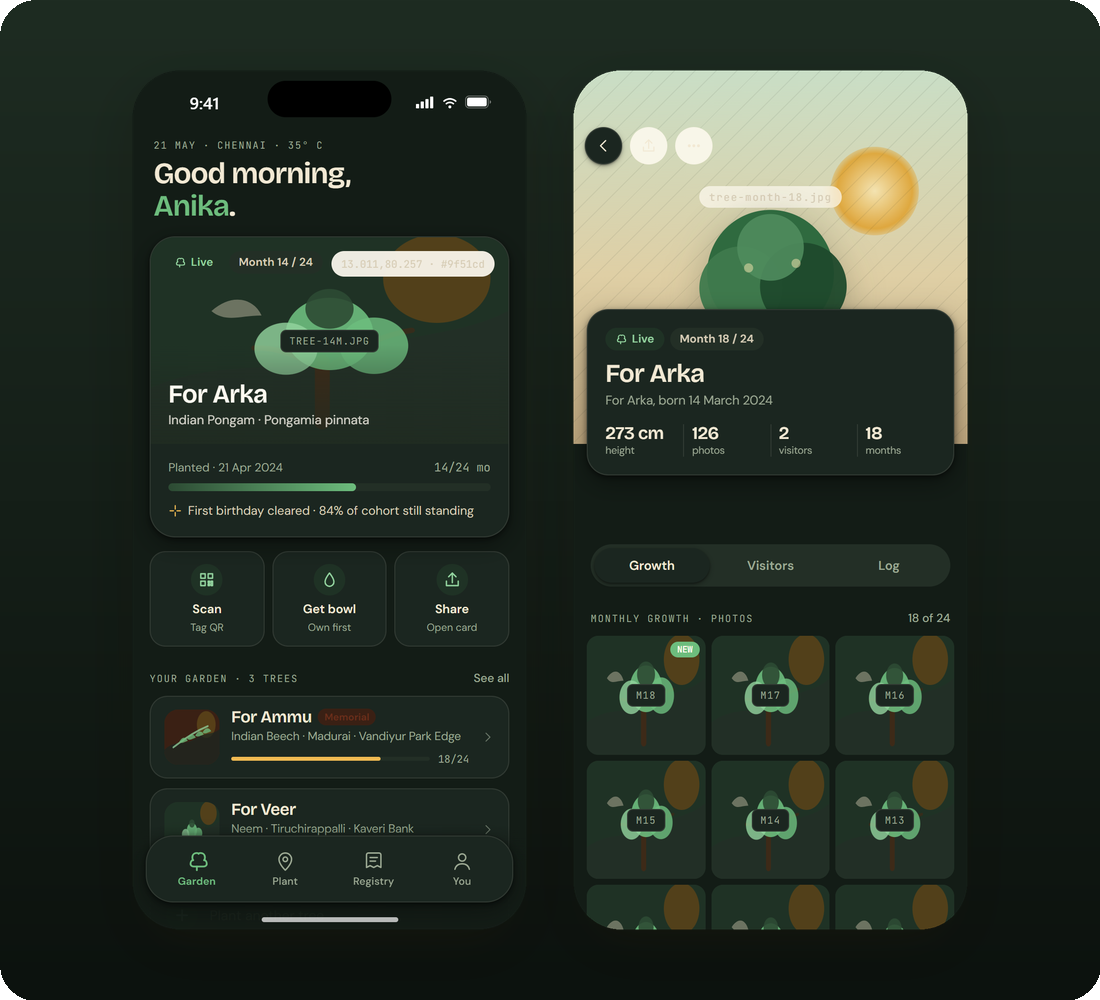 9:41
21 MAY · CHENNAI · 35° C
Good morning,
Anika.
Live
Month 14 / 24
13.011,80.257 · #9f51cd
TREE-14M.JPG
For Arka
Indian Pongam · Pongamia pinnata
Planted · 21 Apr 2024
14/24 mo
First birthday cleared · 84% of cohort still standing
Scan
Tag QR
Get bowl
Own first
Share
Open card
YOUR GARDEN · 3 TREES
See all
For Ammu
Memorial
Indian Beech · Madurai · Vandiyur Park Edge
18/24
For Veer
Neem · Tiruchirappalli · Kaveri Bank
Garden
Plant
Registry
You
tree-month-18.jpg
Live
Month 18 / 24
For Arka
For Arka, born 14 March 2024
273 cm
height
126
photos
2
visitors
18
months
Growth
Visitors
Log
MONTHLY GROWTH · PHOTOS
18 of 24
NEW
M18
M17
M16
M15
M14
M13